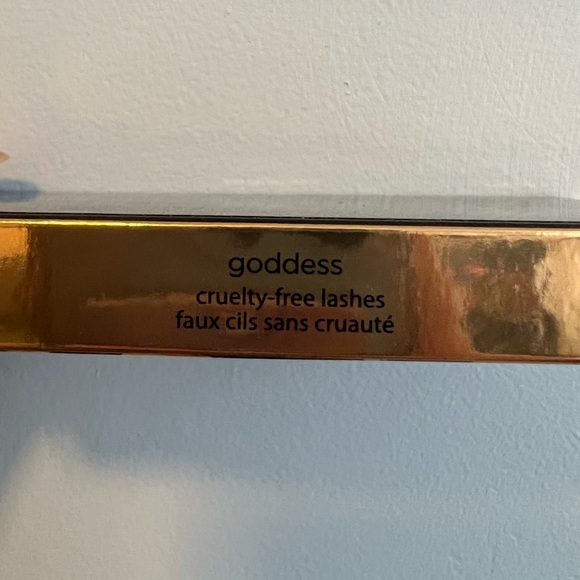 goddess
cruelty-free lashes
faux cils sans cruauté